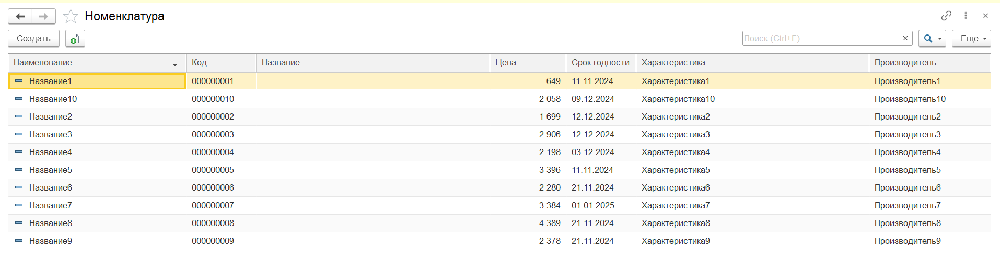 Номенклатура
Создать Поиск (Ctrl+F) Еще
Наименование Код Название Цена Срок годности Характеристика Производитель
Название1 000000001 649 11.11.2024 Характеристика1 Производитель1
Название10 000000010 2 058 09.12.2024 Характеристика10 Производитель10
Название2 000000002 1 699 12.12.2024 Характеристика2 Производитель2
Название3 000000003 2 906 12.12.2024 Характеристика3 Производитель3
Название4 000000004 2 198 03.12.2024 Характеристика4 Производитель4
Название5 000000005 3 396 11.11.2024 Характеристика5 Производитель5
Название6 000000006 2 280 21.11.2024 Характеристика6 Производитель6
Название7 000000007 3 384 01.01.2025 Характеристика7 Производитель7
Название8 000000008 4 389 21.11.2024 Характеристика8 Производитель8
Название9 000000009 2 378 21.11.2024 Характеристика9 Производитель9